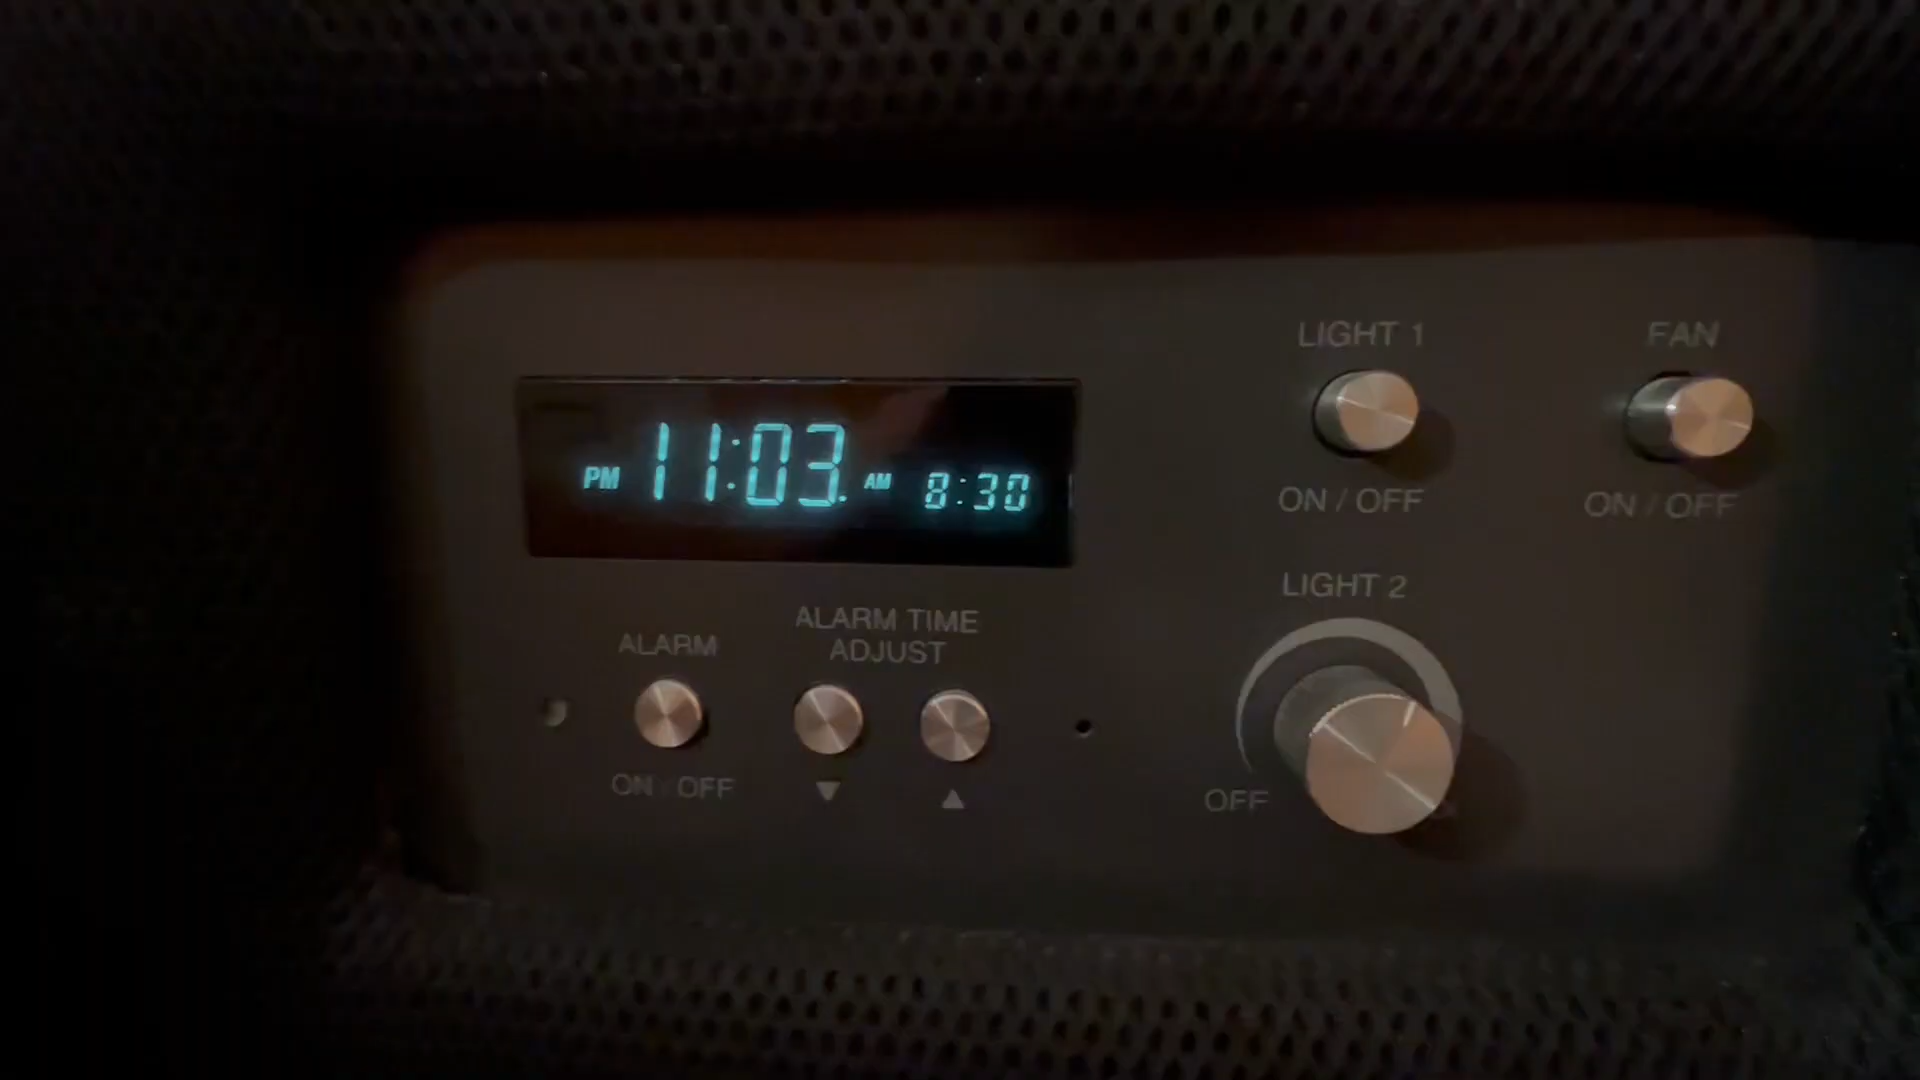 PM 11:03 AM 8:30
LIGHT 1
ON / OFF
FAN
ON / OFF
ALARM
ON / OFF
ALARM TIME
ADJUST
▼ ▲
LIGHT 2
OFF